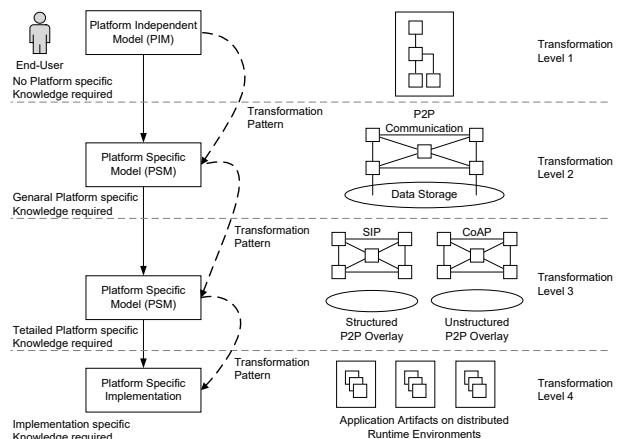 Platform Independent
Model (PIM)
End-User
No Platform specific
Knowledge required
Transformation
Level 1
Transformation
Pattern
P2P
Communication
Platform Specific
Model (PSM)
Data Storage
Transformation
Level 2
Genaral Platform specific
Knowledge required
Transformation
Pattern
SIP
CoAP
Platform Specific
Model (PSM)
Transformation
Level 3
Structured
P2P Overlay
Unstructured
P2P Overlay
Tetailed Platform specific
Knowledge required
Transformation
Pattern
Platform Specific
Implementation
Transformation
Level 4
Application Artifacts on distributed
Runtime Environments
Implementation specific
Knowledge required